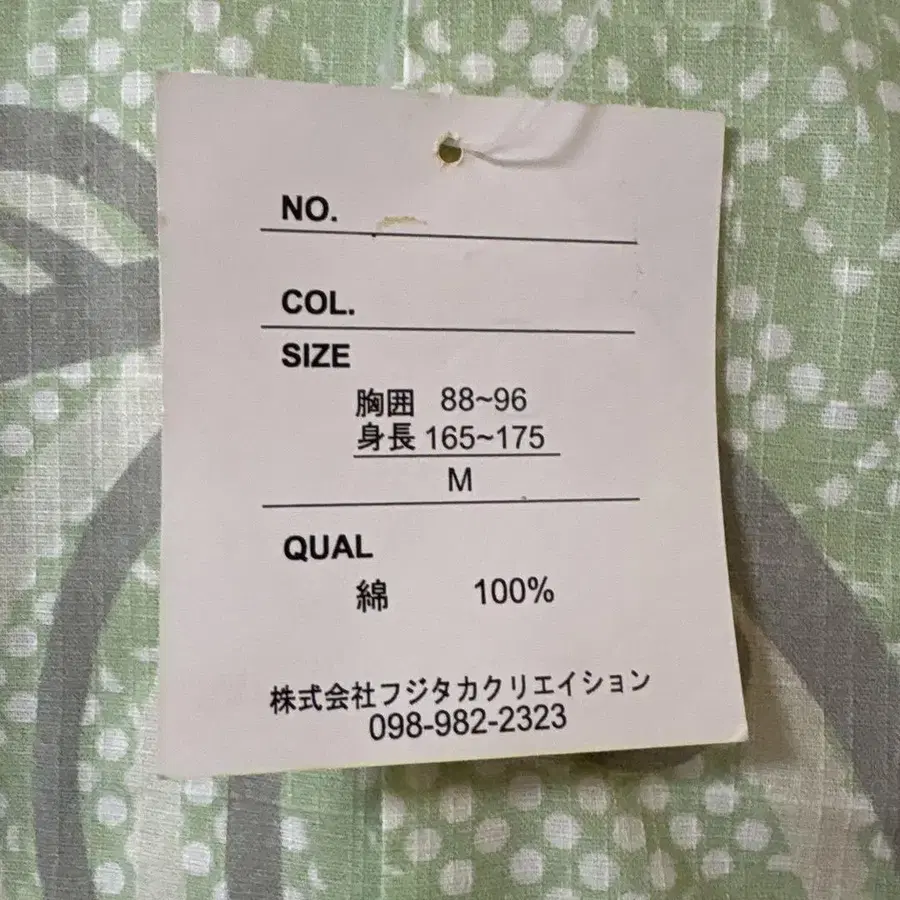 NO.
COL.
SIZE
胸囲 88~96
身長 165~175
M
QUAL
綿 100%
株式会社フジタカクリエイション
098-982-2323